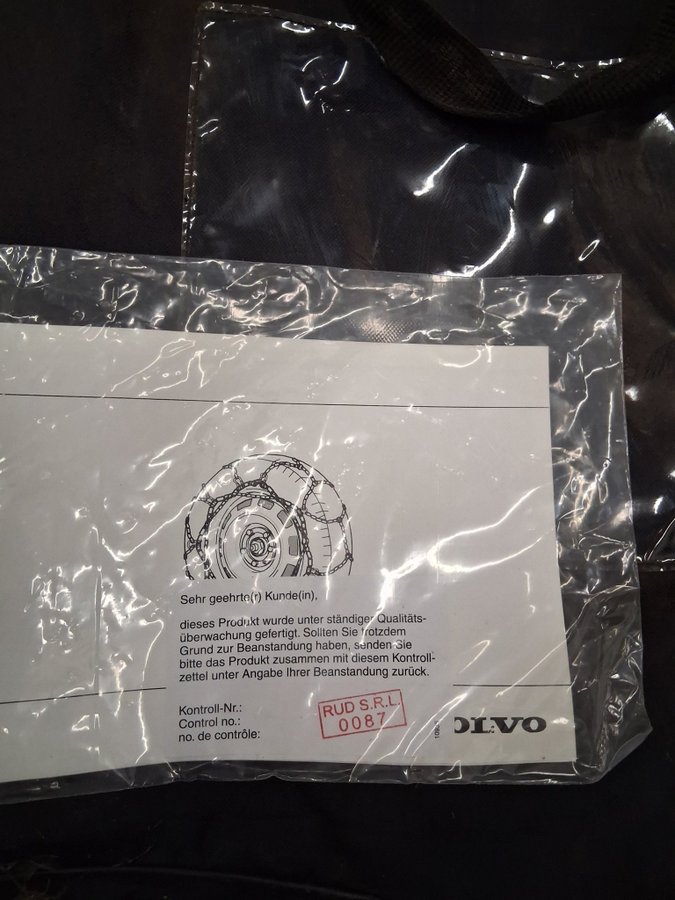 Sehr geehrte(r) Kunde(in),
dieses Produkt wurde unter ständiger Qualitäts-
überwachung gefertigt. Sollten Sie trotzdem
Grund zur Beanstandung haben, senden Sie
bitte das Produkt zusammen mit diesem Kontroll-
zettel unter Angabe Ihrer Beanstandung zurück.
Kontroll-Nr.:
Control no.:
no. de contrôle:
RUD S.R.L.
0087
OLVO